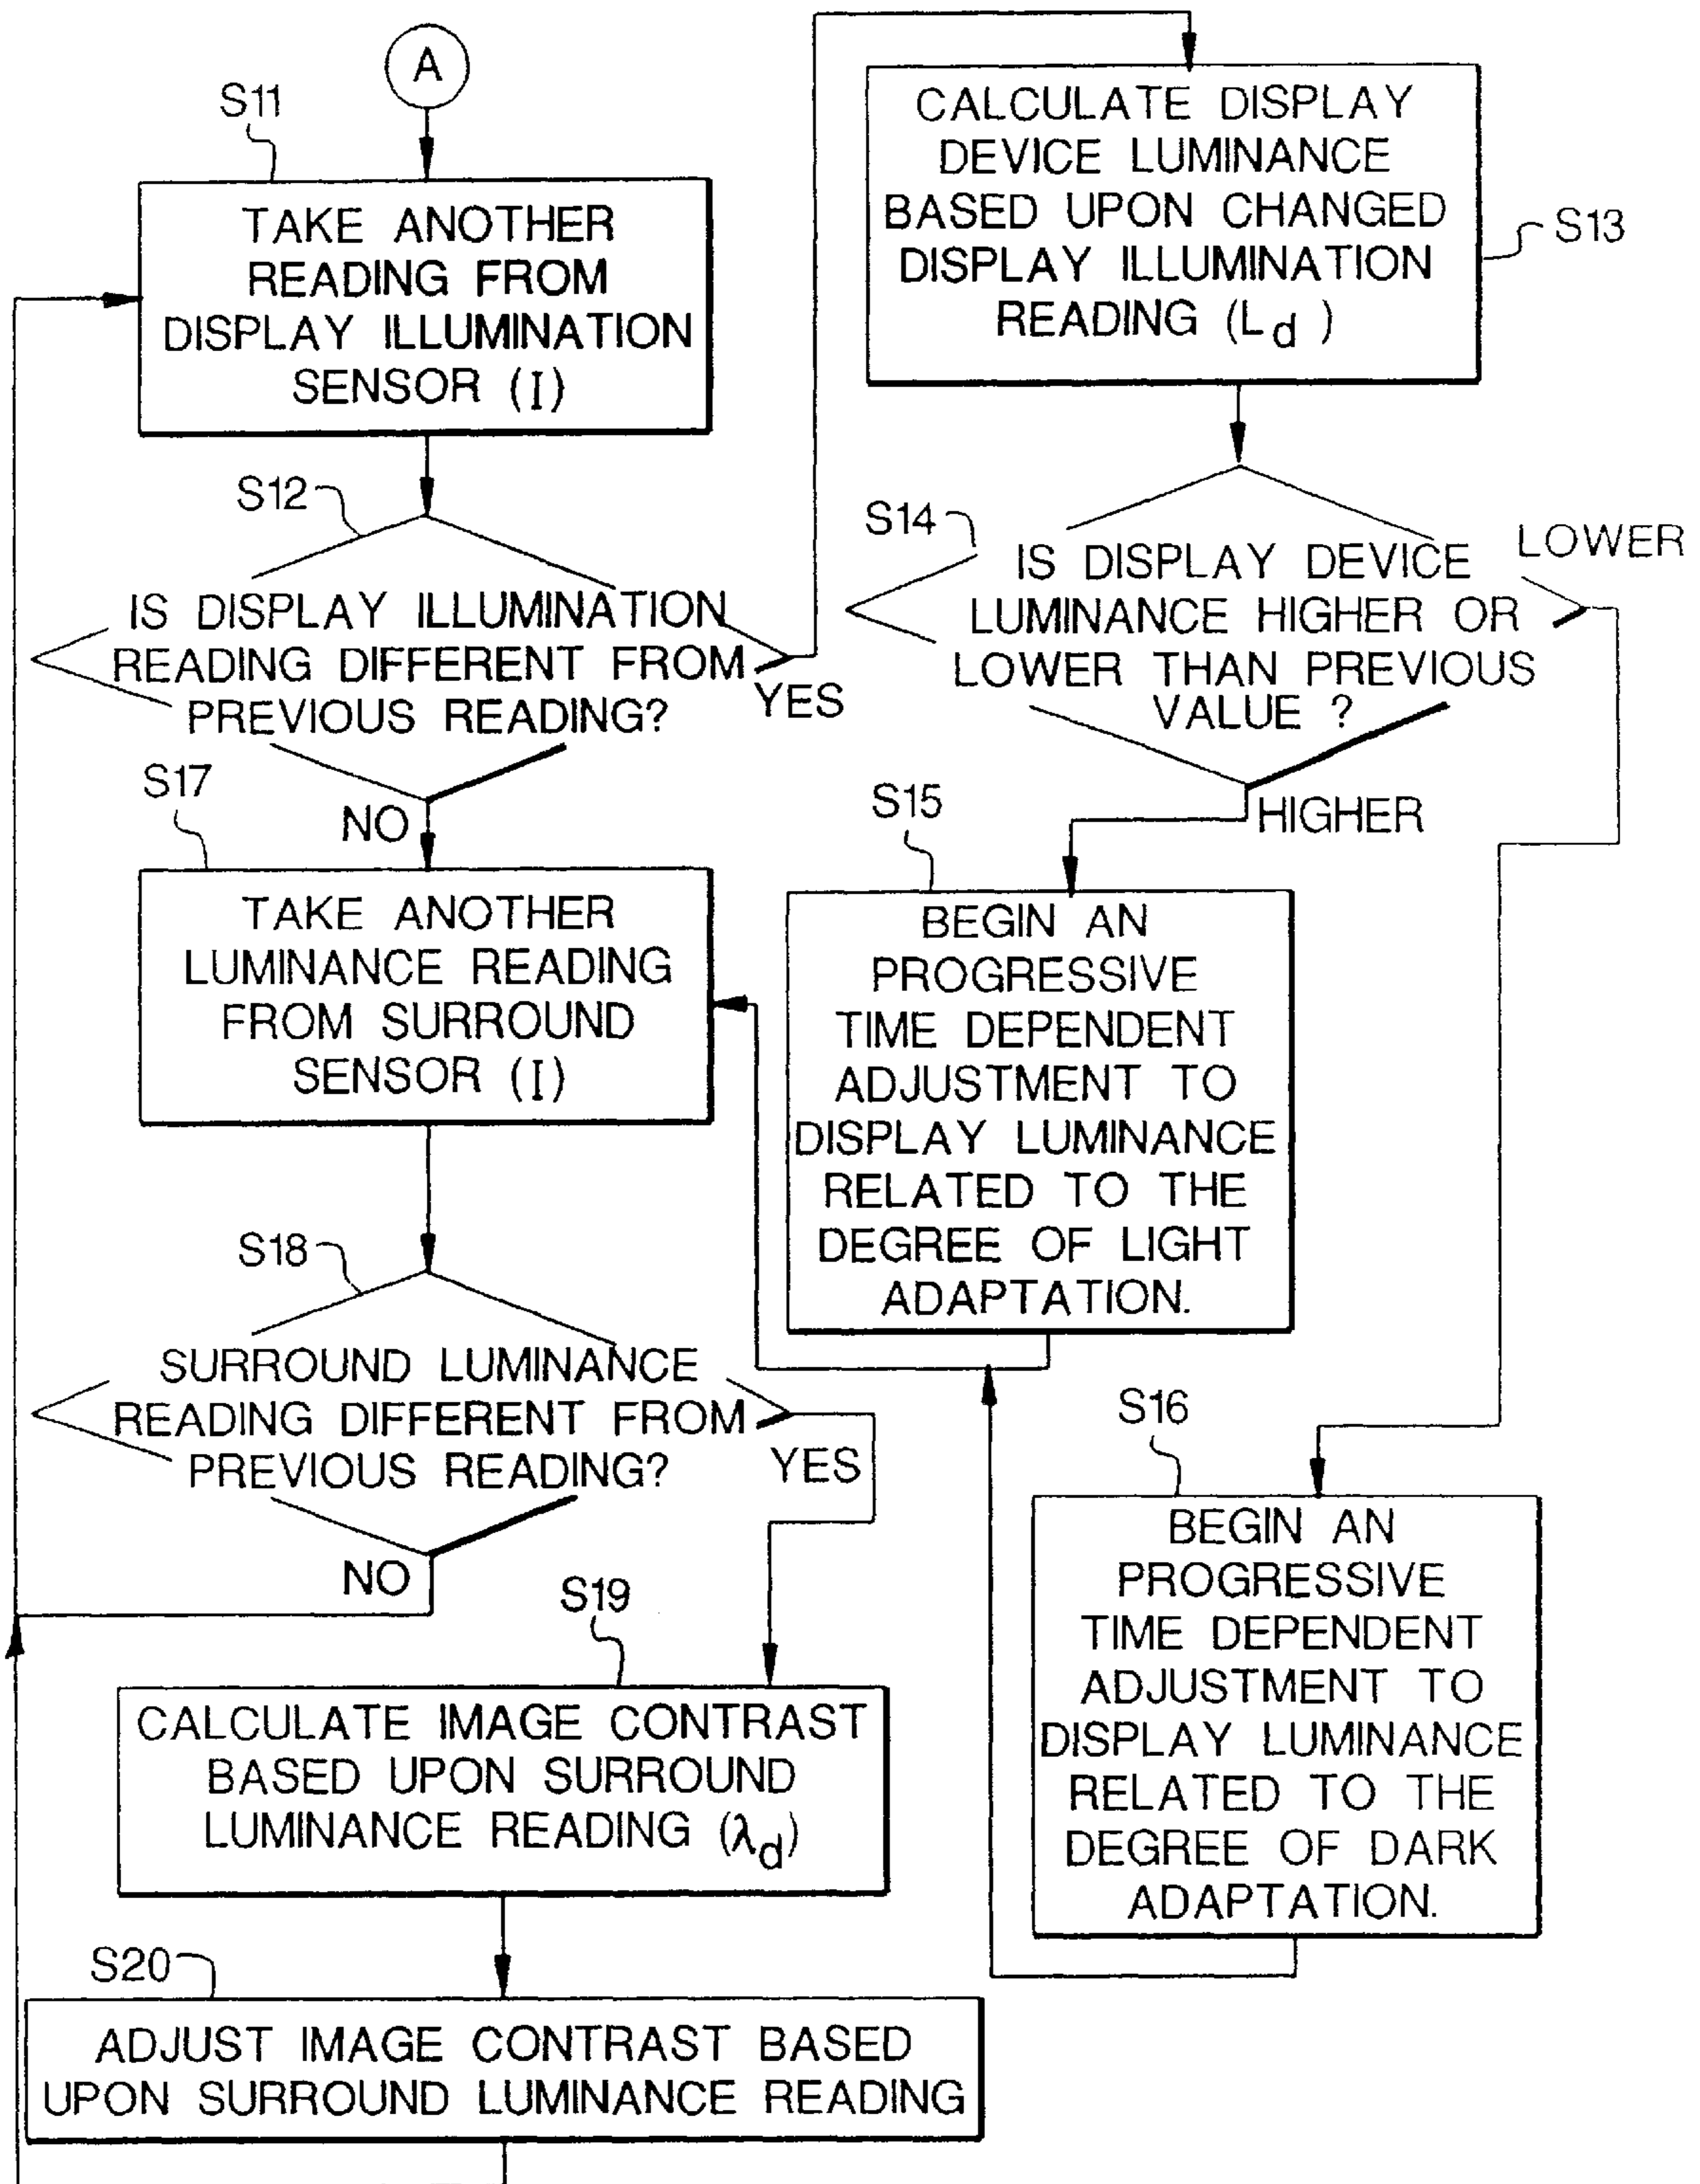 A
S11
TAKE ANOTHER
READING FROM
DISPLAY ILLUMINATION
SENSOR (I)
S12
IS DISPLAY ILLUMINATION
READING DIFFERENT FROM
PREVIOUS READING?
YES
NO
CALCULATE DISPLAY
DEVICE LUMINANCE
BASED UPON CHANGED
DISPLAY ILLUMINATION
READING (Ld )
S13
S14
IS DISPLAY DEVICE
LUMINANCE HIGHER OR
LOWER THAN PREVIOUS
VALUE ?
LOWER
HIGHER
S15
BEGIN AN
PROGRESSIVE
TIME DEPENDENT
ADJUSTMENT TO
DISPLAY LUMINANCE
RELATED TO THE
DEGREE OF LIGHT
ADAPTATION.
S16
BEGIN AN
PROGRESSIVE
TIME DEPENDENT
ADJUSTMENT TO
DISPLAY LUMINANCE
RELATED TO THE
DEGREE OF DARK
ADAPTATION.
S17
TAKE ANOTHER
LUMINANCE READING
FROM SURROUND
SENSOR (I)
S18
SURROUND LUMINANCE
READING DIFFERENT FROM
PREVIOUS READING?
YES
NO
S19
CALCULATE IMAGE CONTRAST
BASED UPON SURROUND
LUMINANCE READING (λd)
S20
ADJUST IMAGE CONTRAST BASED
UPON SURROUND LUMINANCE READING